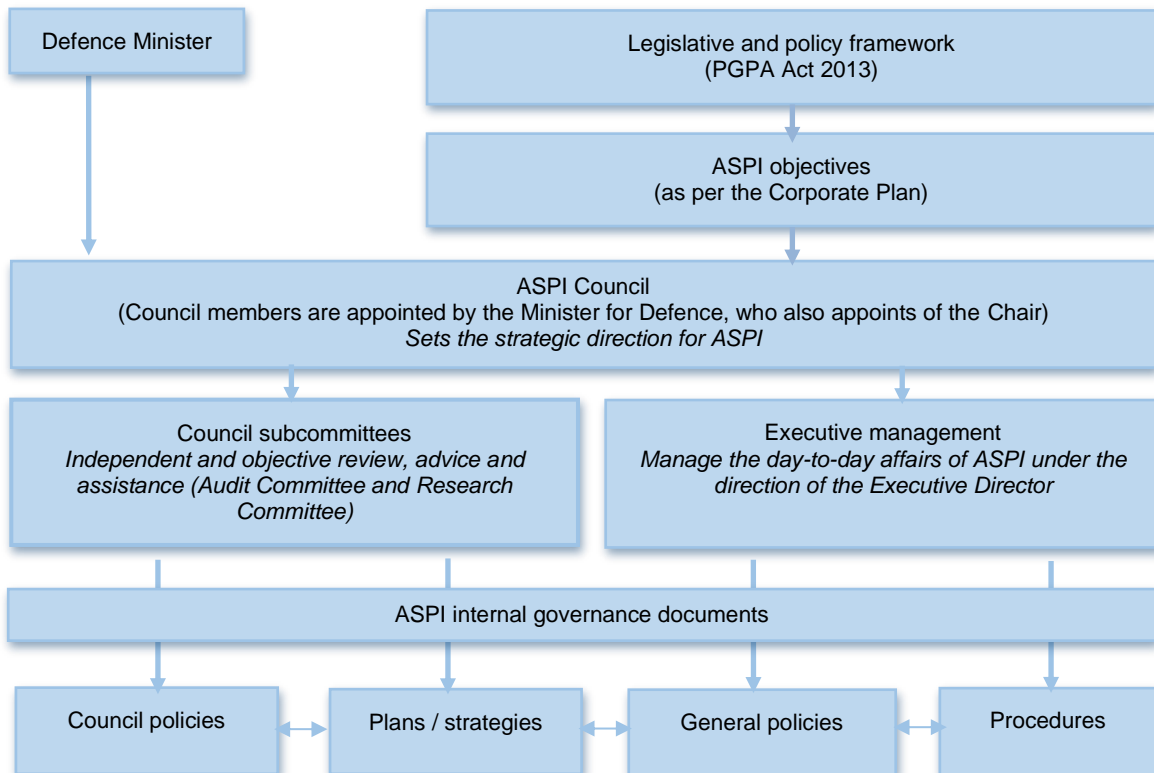 Defence Minister
Legislative and policy framework
(PGPA Act 2013)
ASPI objectives
(as per the Corporate Plan)
ASPI Council
(Council members are appointed by the Minister for Defence, who also appoints of the Chair)
Sets the strategic direction for ASPI
Council subcommittees
Independent and objective review, advice and
assistance (Audit Committee and Research
Committee)
Executive management
Manage the day-to-day affairs of ASPI under the
direction of the Executive Director
ASPI internal governance documents
Council policies
Plans / strategies
General policies
Procedures